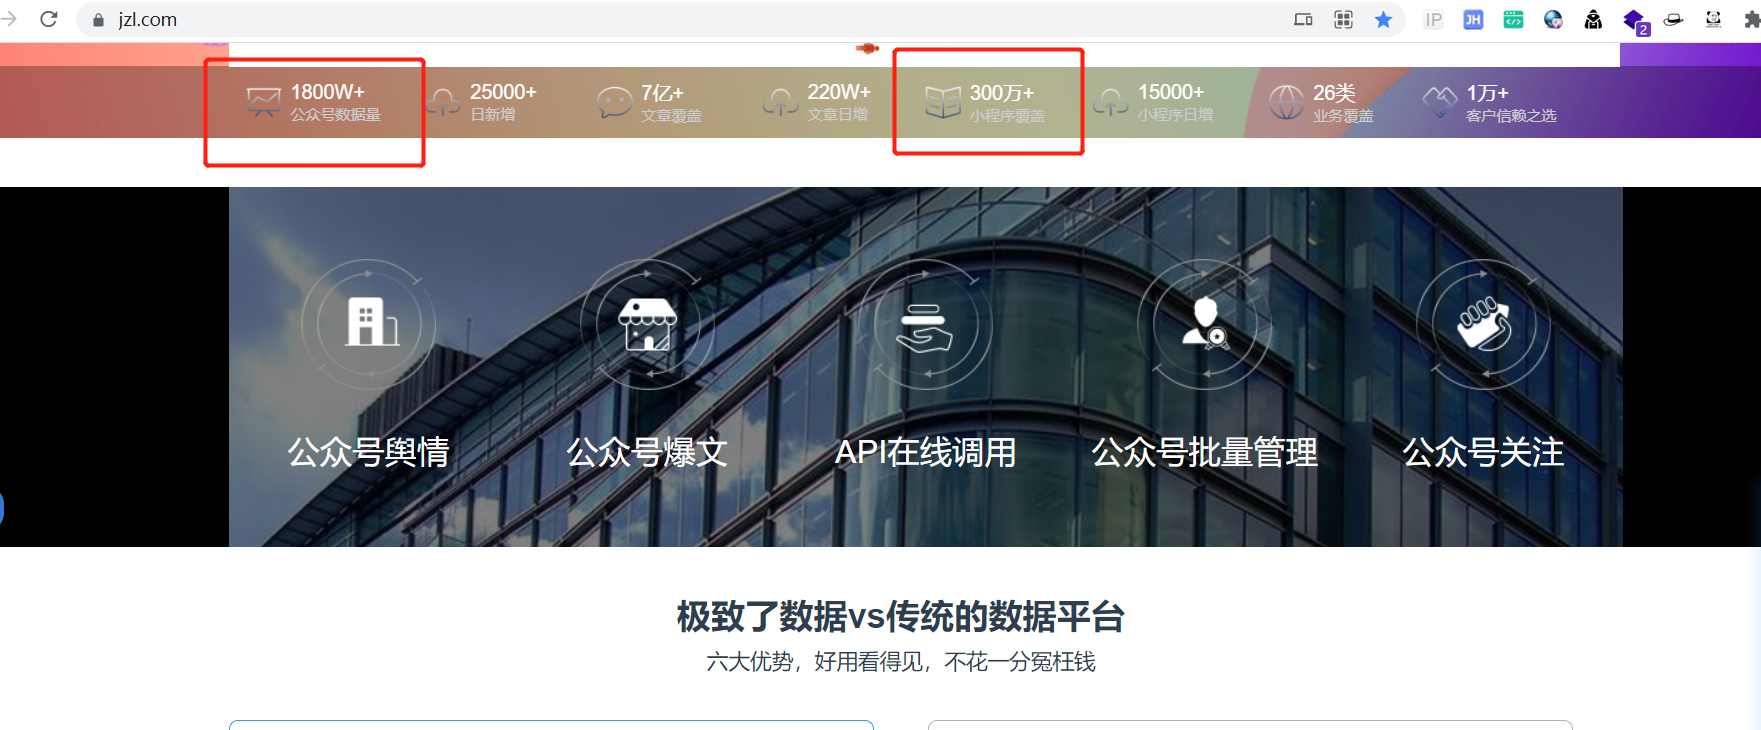 jzl.com
IP
JH
2
1800W+
公众号数据量
25000+
日新增
7亿+
文章覆盖
220W+
文章日增
300万+
小程序覆盖
15000+
小程序日增
26类
业务覆盖
1万+
客户信赖之选
公众号舆情
公众号爆文
API在线调用
公众号批量管理
公众号关注
极致了数据vs传统的数据平台
六大优势，好用看得见，不花一分冤枉钱